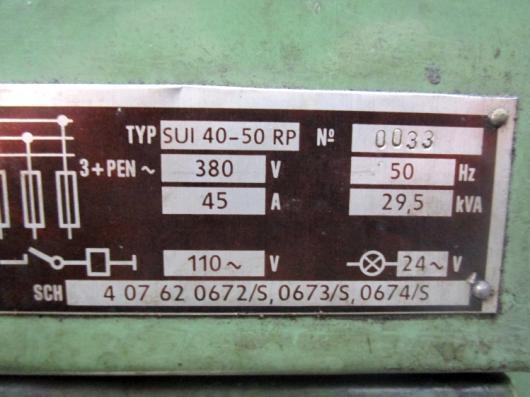 TYP SUI 40-50 RP № 0033
3+PEN ~ 380 V 50 Hz
45 A 29,5 kVA
110~ V 24~ V
SCH 4 07 62 0672/S, 0673/S, 0674/S